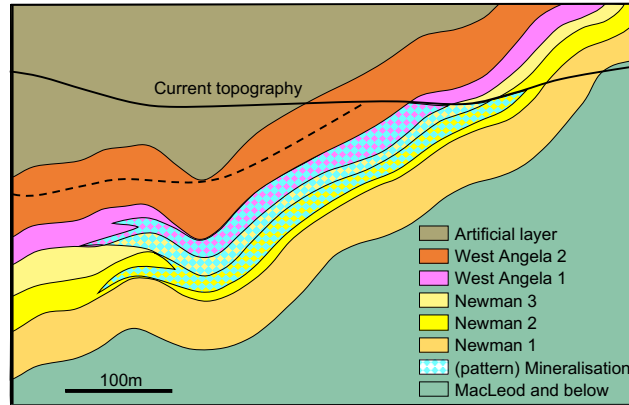 Current topography
Artificial layer
West Angela 2
West Angela 1
Newman 3
Newman 2
Newman 1
(pattern) Mineralisation
MacLeod and below
100m